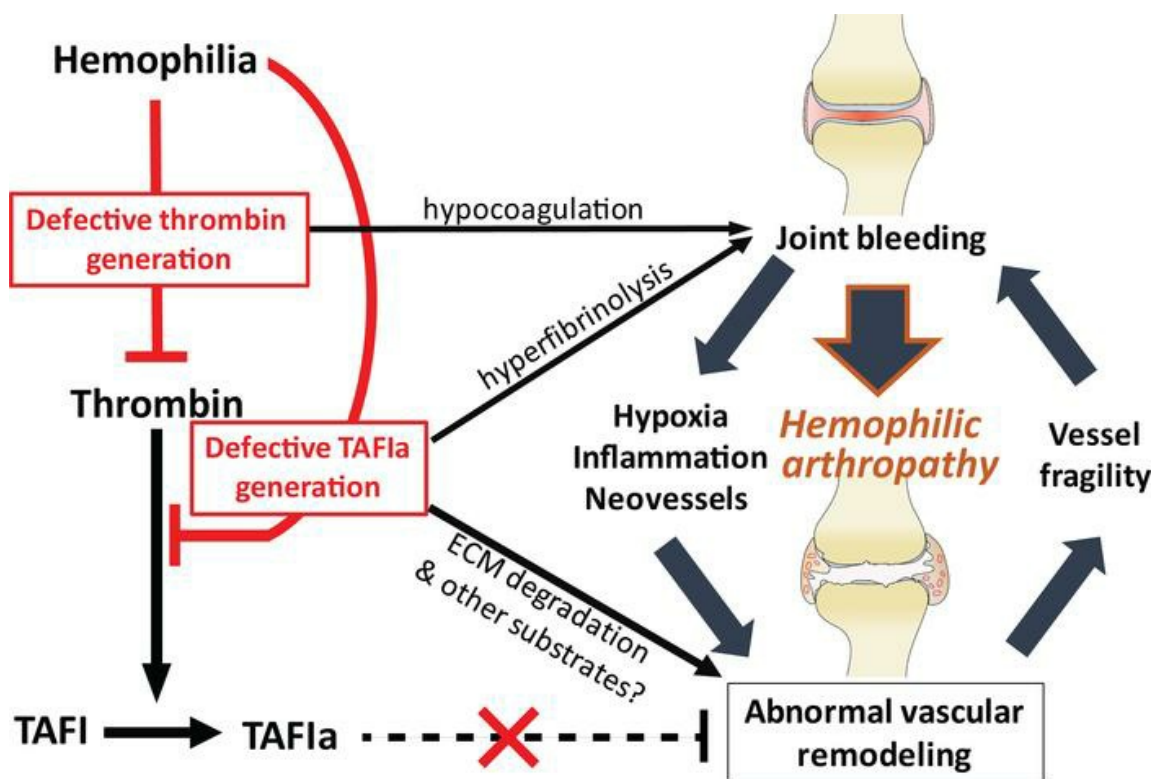 Hemophilia
Defective thrombin
generation
hypocoagulation
Joint bleeding
hyperfibrinolysis
Thrombin
Defective TAFIa
generation
Hypoxia
Inflammation
Neovessels
Hemophilic
arthropathy
Vessel
fragility
ECM degradation
& other substrates?
TAFI
TAFIa
Abnormal vascular
remodeling